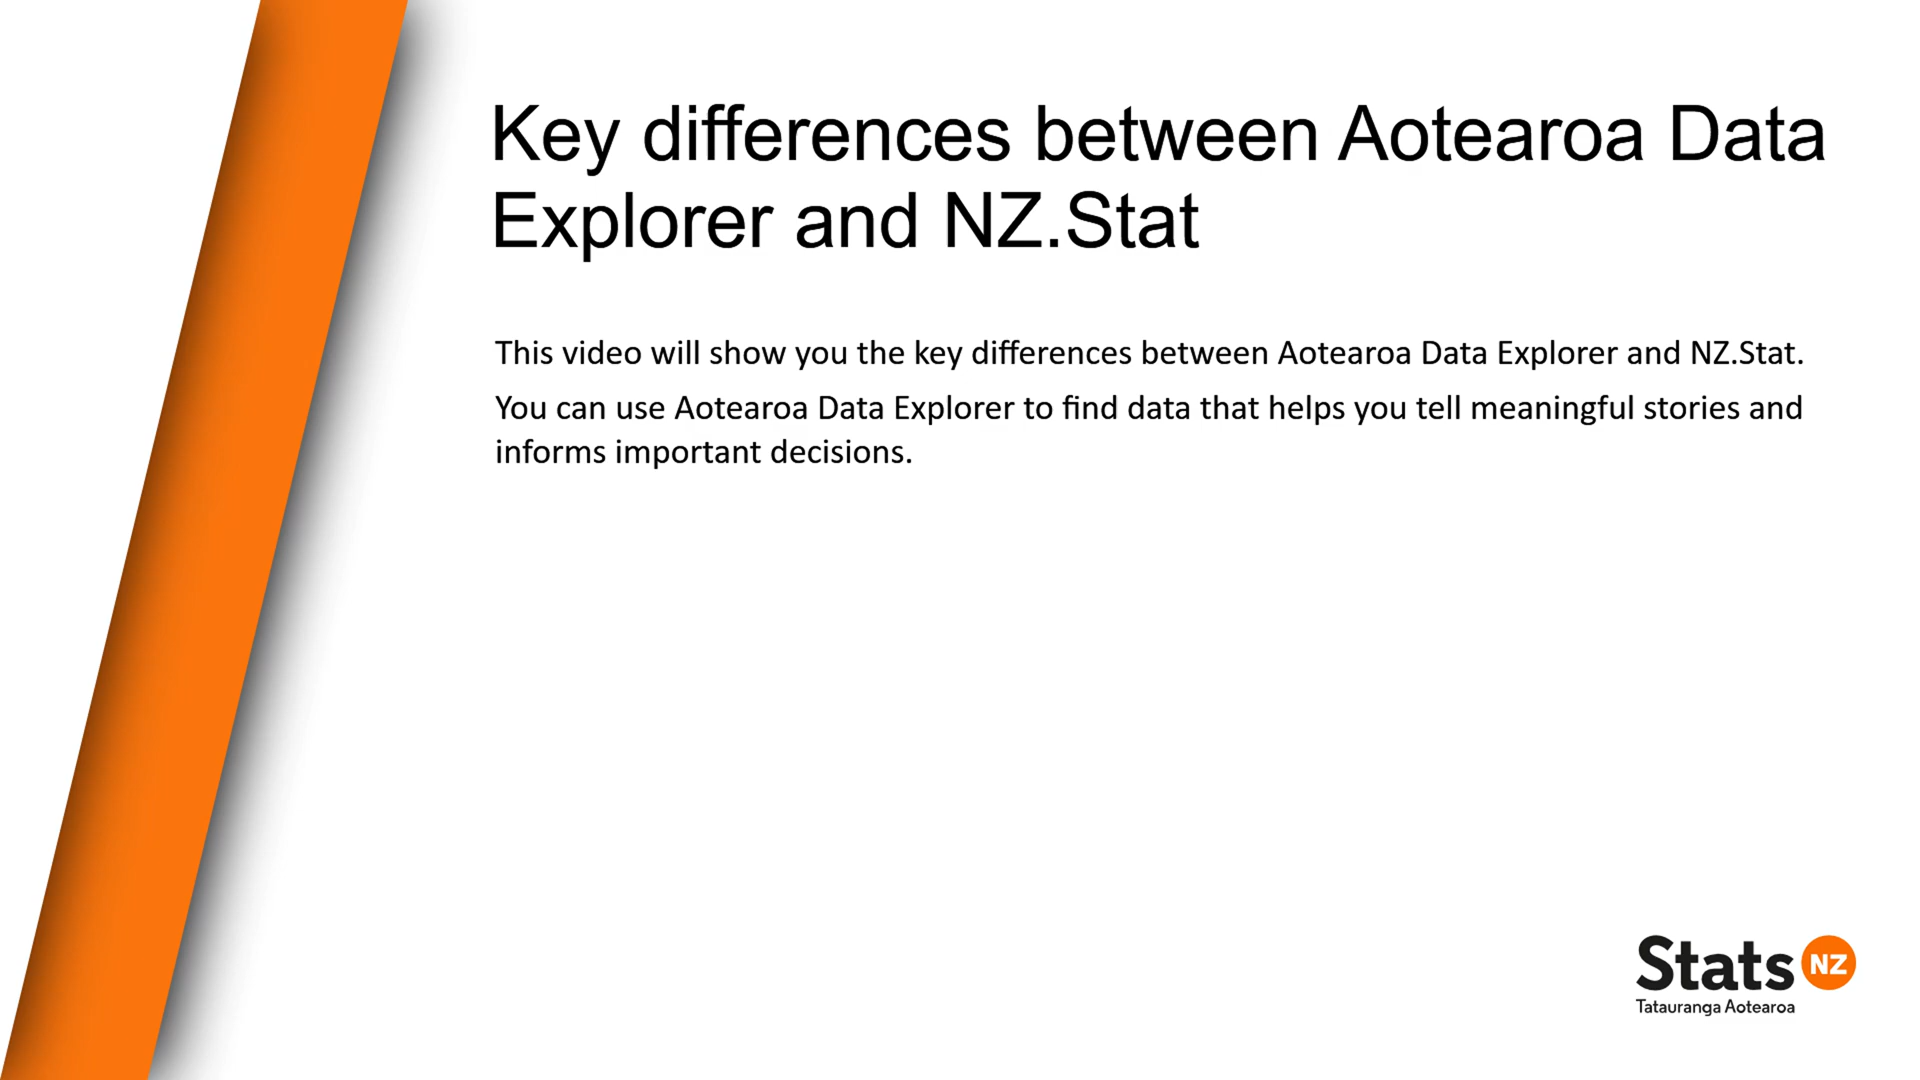 Key differences between Aotearoa Data
Explorer and NZ.Stat
This video will show you the key differences between Aotearoa Data Explorer and NZ.Stat.
You can use Aotearoa Data Explorer to find data that helps you tell meaningful stories and
informs important decisions.
Stats NZ
Tatauranga Aotearoa